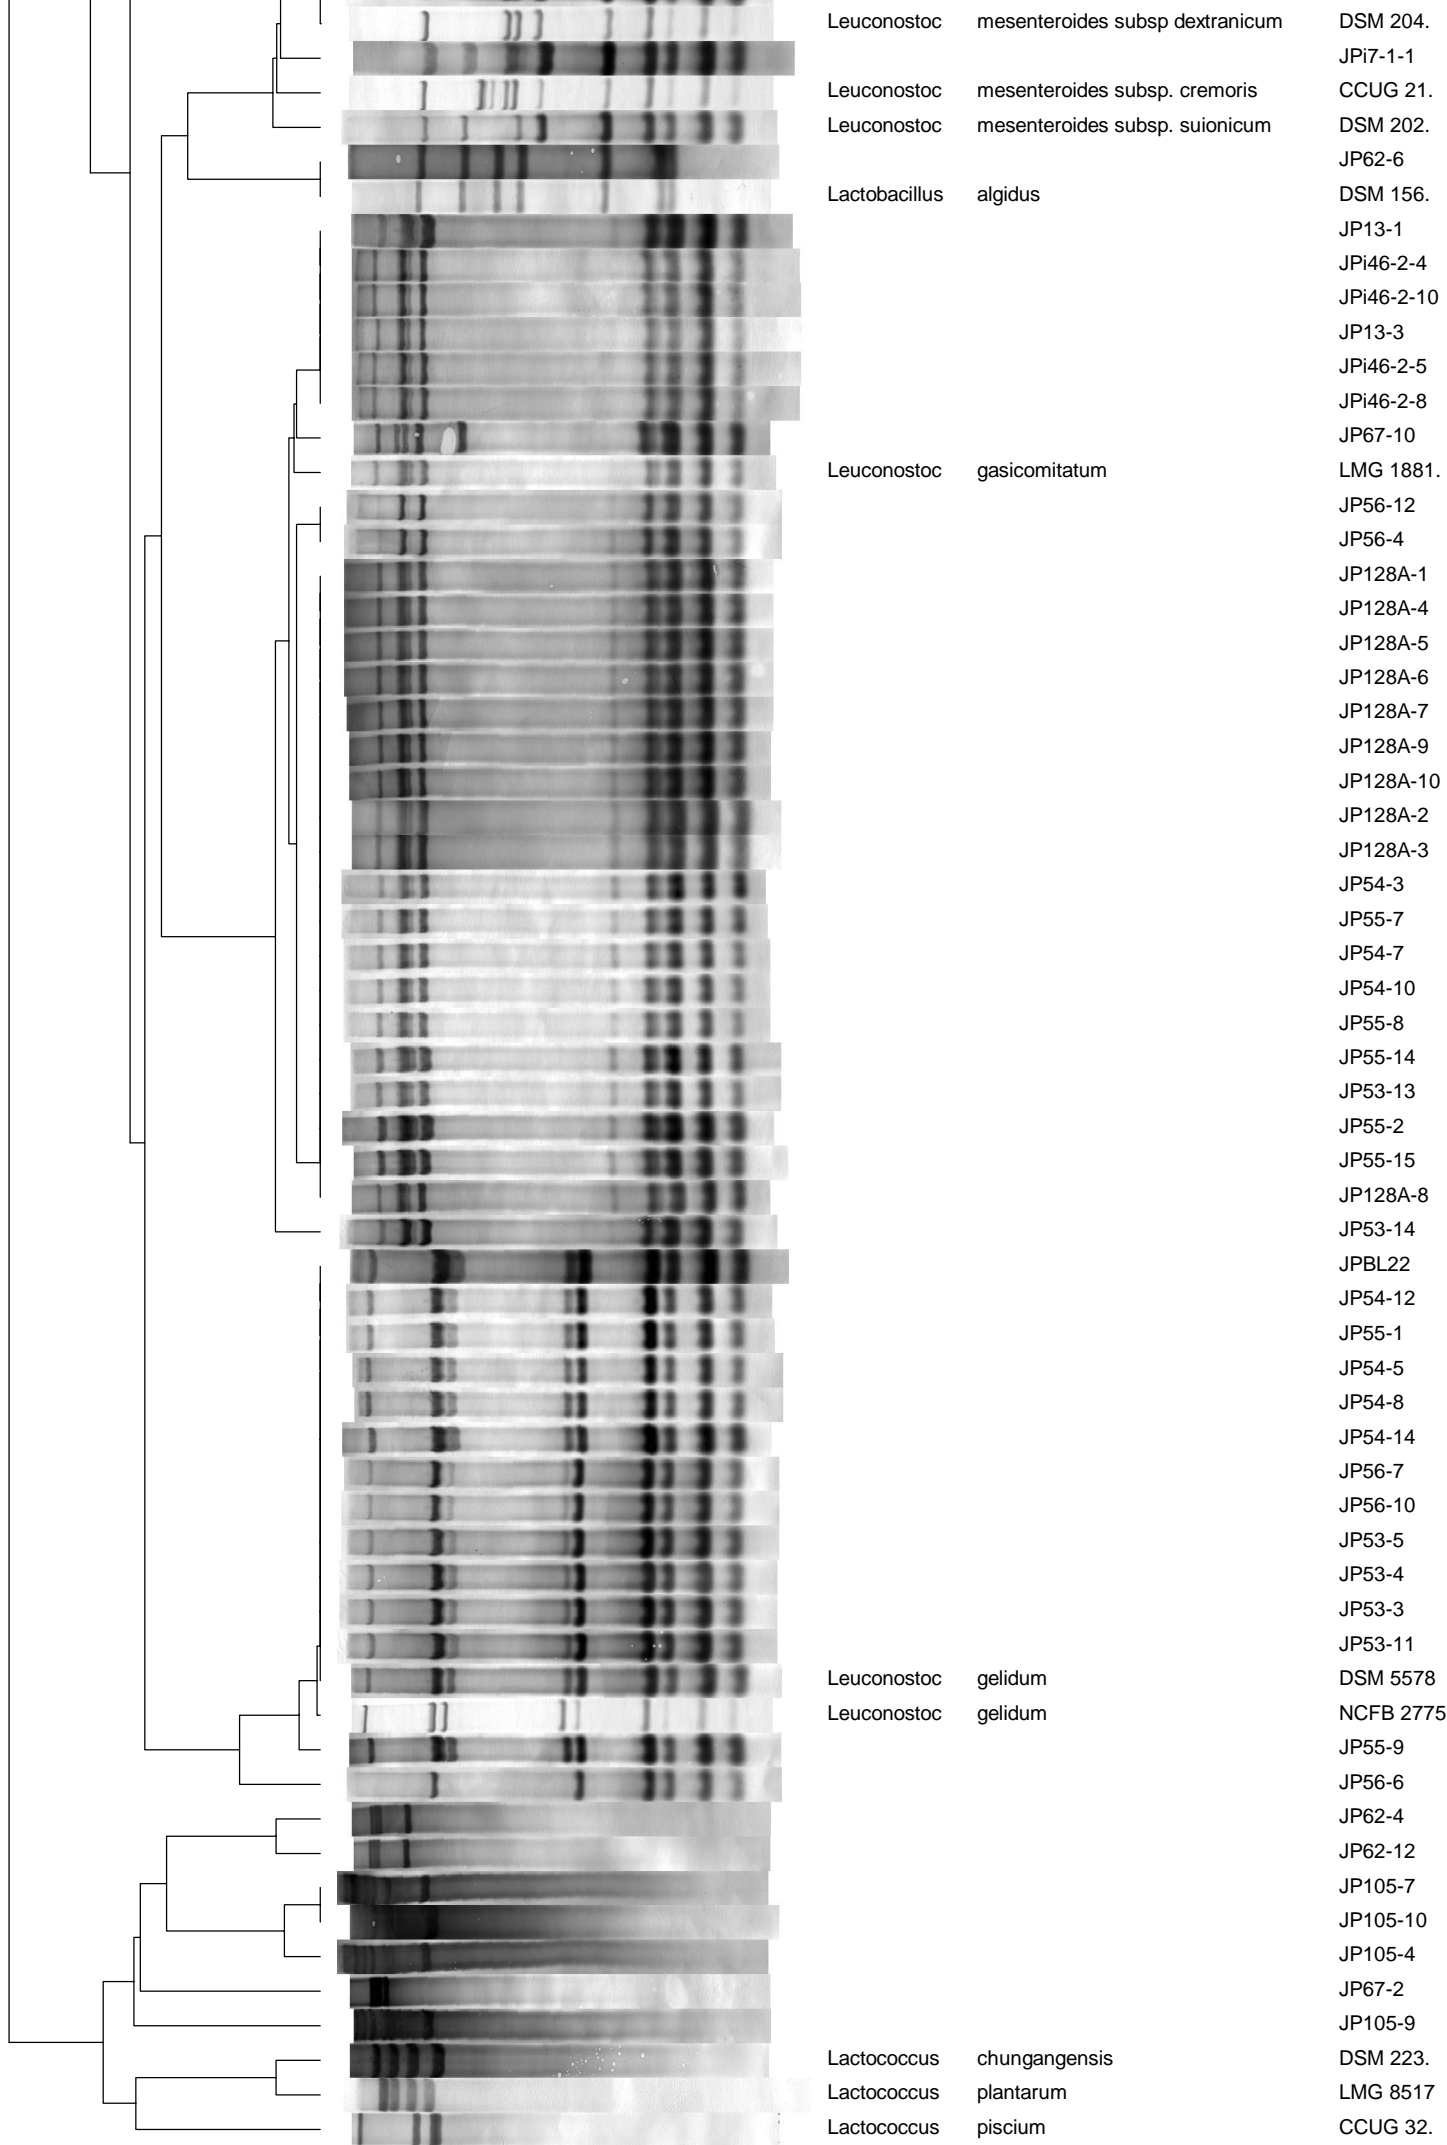 Leuconostoc mesenteroides subsp dextranicum DSM 204.
JPi7-1-1
Leuconostoc mesenteroides subsp. cremoris CCUG 21.
Leuconostoc mesenteroides subsp. suionicum DSM 202.
JP62-6
Lactobacillus algidus DSM 156.
JP13-1
JPi46-2-4
JPi46-2-10
JP13-3
JPi46-2-5
JPi46-2-8
JP67-10
Leuconostoc gasicomitatum LMG 1881.
JP56-12
JP56-4
JP128A-1
JP128A-4
JP128A-5
JP128A-6
JP128A-7
JP128A-9
JP128A-10
JP128A-2
JP128A-3
JP54-3
JP55-7
JP54-7
JP54-10
JP55-8
JP55-14
JP53-13
JP55-2
JP55-15
JP128A-8
JP53-14
JPBL22
JP54-12
JP55-1
JP54-5
JP54-8
JP54-14
JP56-7
JP56-10
JP53-5
JP53-4
JP53-3
JP53-11
Leuconostoc gelidum DSM 5578
Leuconostoc gelidum NCFB 2775
JP55-9
JP56-6
JP62-4
JP62-12
JP105-7
JP105-10
JP105-4
JP67-2
JP105-9
Lactococcus chungangensis DSM 223.
Lactococcus plantarum LMG 8517
Lactococcus piscium CCUG 32.